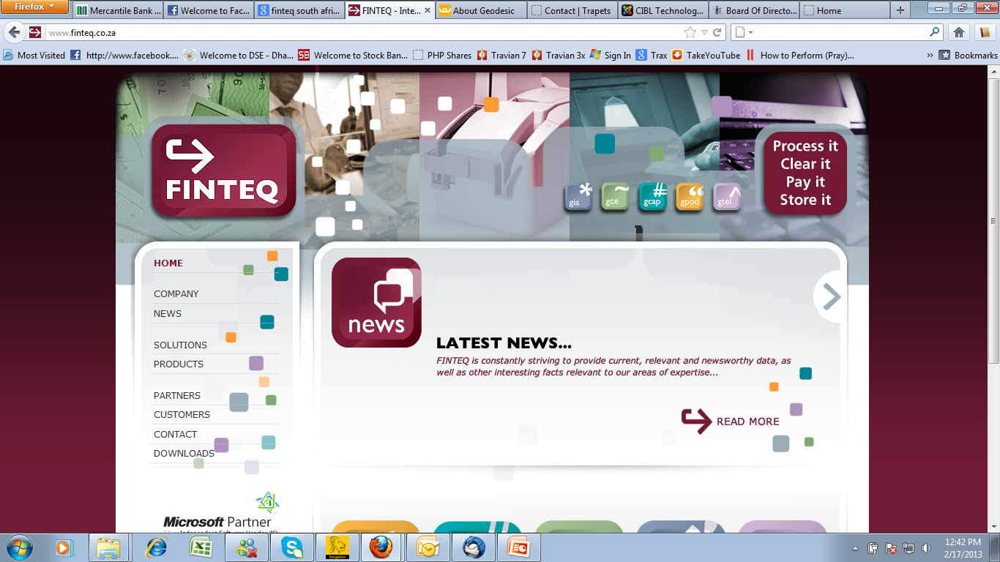 Firefox
Mercantile Bank ...
Welcome to Fac...
finteq south afri...
FINTEQ - Inte...
About Geodesic
Contact | Trapets
CIBL Technolog...
Board Of Directo...
Home
www.finteq.co.za
Most Visited
http://www.facebook....
Welcome to DSE - Dha...
Welcome to Stock Ban...
PHP Shares
Travian 7
Travian 3x
Sign In
Trax
TakeYouTube
How to Perform (Pray)...
Bookmarks
FINTEQ
gia
gce
gcap
gpod
gtel
Process it
Clear it
Pay it
Store it
HOME
COMPANY
NEWS
SOLUTIONS
PRODUCTS
PARTNERS
CUSTOMERS
CONTACT
DOWNLOADS
news
LATEST NEWS...
FINTEQ is constantly striving to provide current, relevant and newsworthy data, as
well as other interesting facts relevant to our areas of expertise...
READ MORE
Microsoft Partner
12:42 PM
2/17/2013